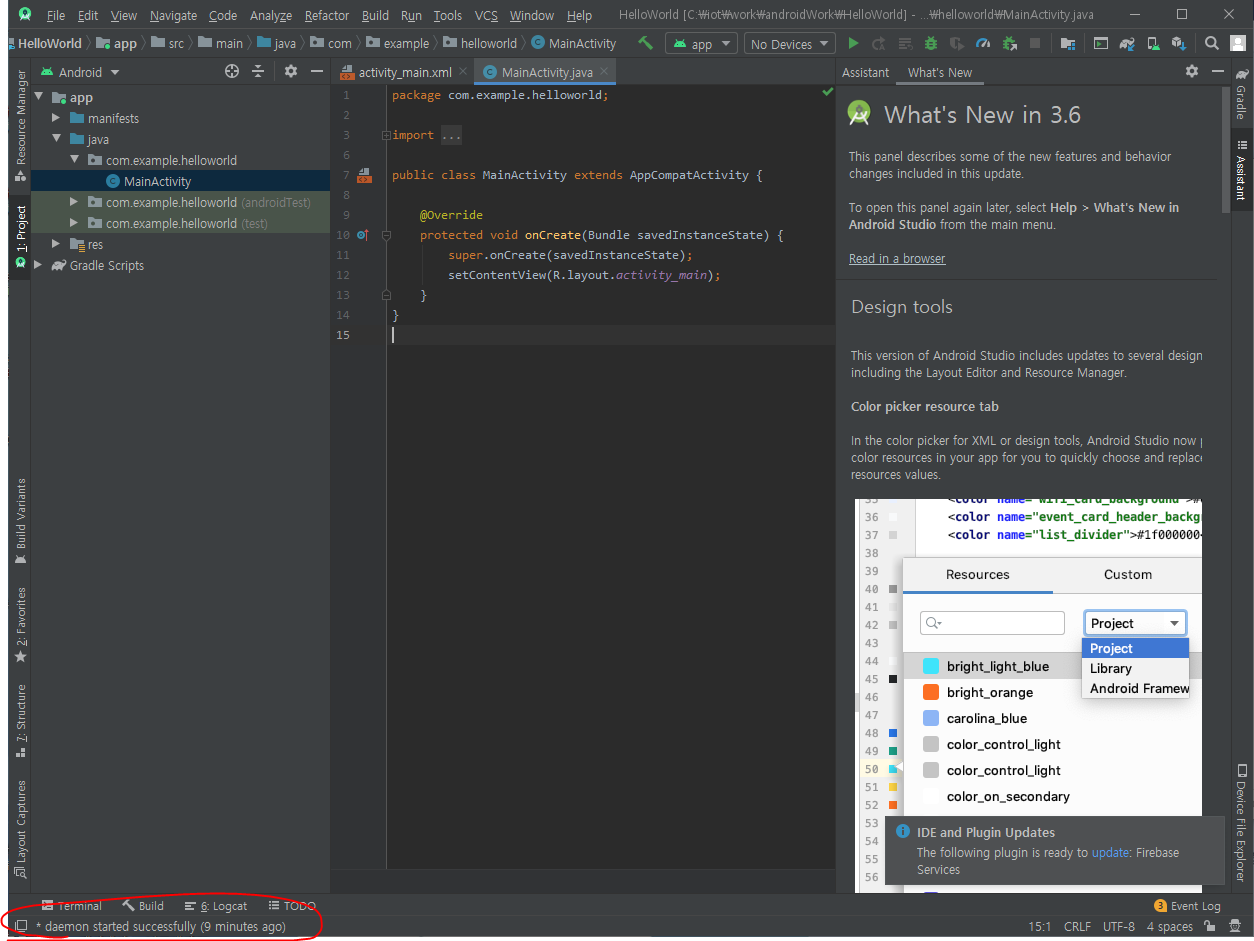 File Edit View Navigate Code Analyze Refactor Build Run Tools VCS Window Help HelloWorld [C:₩iot₩work₩androidWork₩HelloWorld] - ...₩helloworld₩MainActivity.java
HelloWorld app src main java com example helloworld MainActivity app No Devices
Android
activity_main.xml MainActivity.java
Assistant What's New
Resource Manager
1: Project
Build Variants
2: Favorites
7: Structure
Layout Captures
app
manifests
java
com.example.helloworld
MainActivity
com.example.helloworld (androidTest)
com.example.helloworld (test)
res
Gradle Scripts
1 package com.example.helloworld;
2
3 import ...
6
7 public class MainActivity extends AppCompatActivity {
8
9 @Override
10 protected void onCreate(Bundle savedInstanceState) {
11 super.onCreate(savedInstanceState);
12 setContentView(R.layout.activity_main);
13 }
14 }
15
What's New in 3.6
This panel describes some of the new features and behavior
changes included in this update.
To open this panel again later, select Help > What's New in
Android Studio from the main menu.
Read in a browser
Design tools
This version of Android Studio includes updates to several design
including the Layout Editor and Resource Manager.
Color picker resource tab
In the color picker for XML or design tools, Android Studio now
color resources in your app for you to quickly choose and replace
resources values.
35 <color name="wifi_card_background">#
36 <color name="event_card_header_backg
37 <color name="list_divider">#1f000000<
38
39
40
41
42
43
44
45
46
47
48
49
50
51
52
53
54
55
56
Resources Custom
Project
Project
Library
Android Framew
bright_light_blue
bright_orange
carolina_blue
color_control_light
color_control_light
color_on_secondary
IDE and Plugin Updates
The following plugin is ready to update: Firebase
Services
Gradle
Assistant
Device File Explorer
Terminal Build 6: Logcat TODO 3 Event Log
* daemon started successfully (9 minutes ago) 15:1 CRLF UTF-8 4 spaces